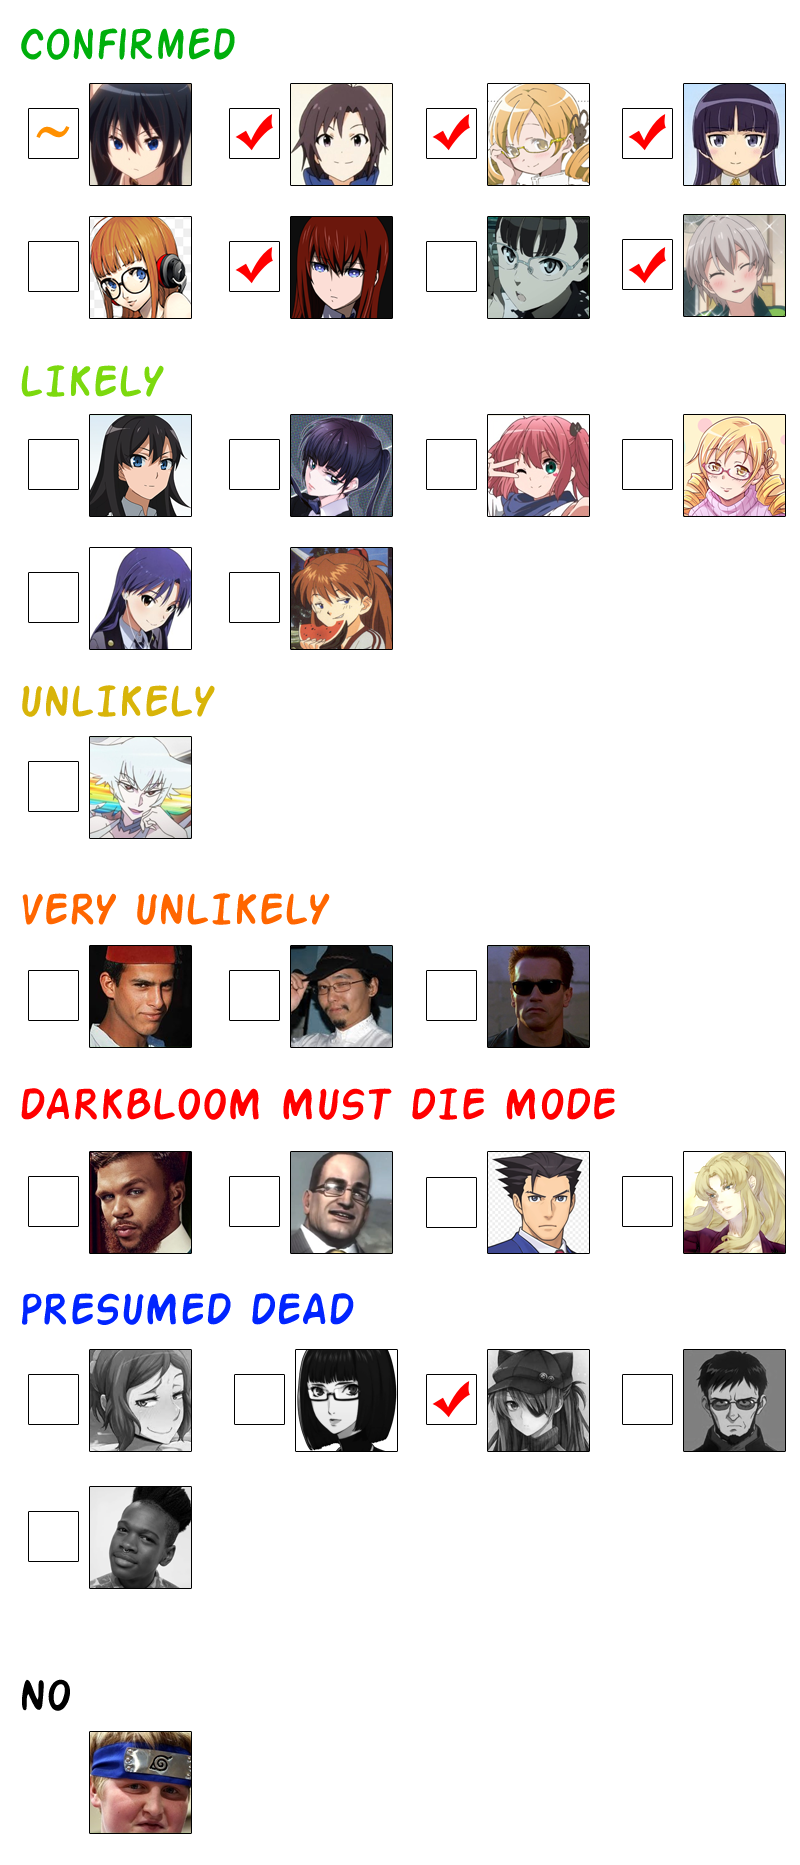 CONFIRMED
~
LIKELY
UNLIKELY
VERY UNLIKELY
DARKBLOOM MUST DIE MODE
PRESUMED DEAD
NO